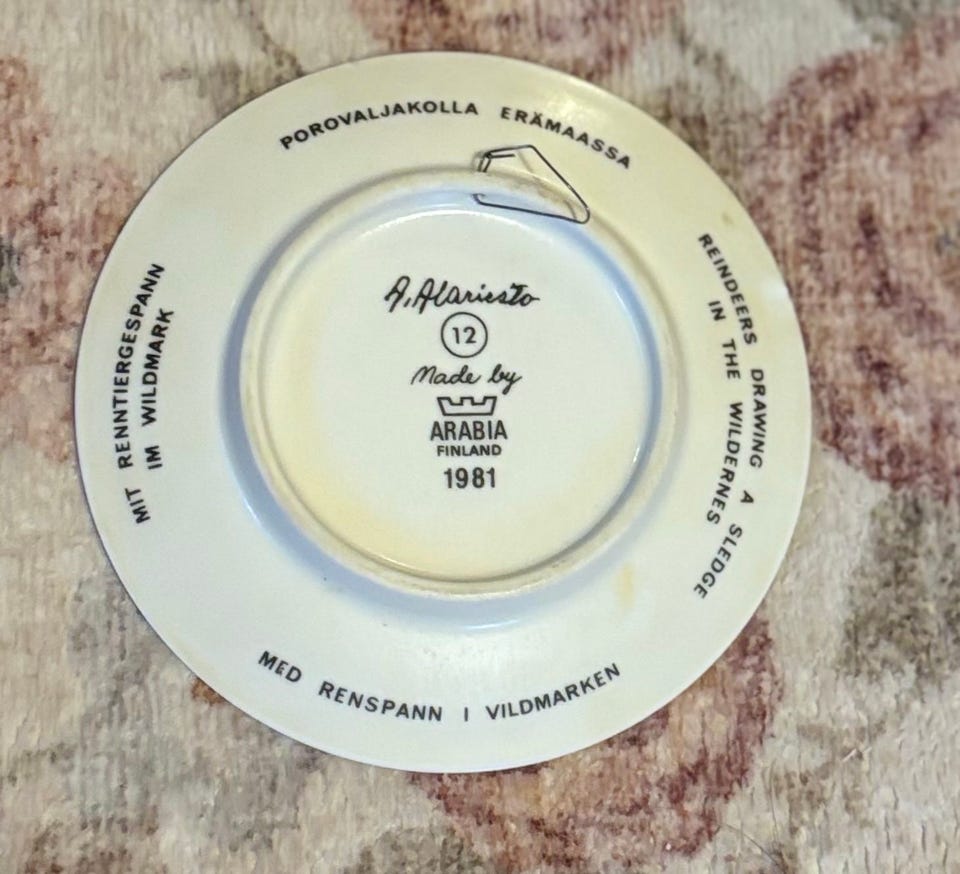 POROVALJAKOLLA ERÄMAASSA
REINDEERS DRAWING A SLEDGE
IN THE WILDERNES
MED RENSPANN I VILDMARKEN
MIT RENNTIERGESPANN
IM WILDMARK
A. Alariesto
12
Made by
ARABIA
FINLAND
1981